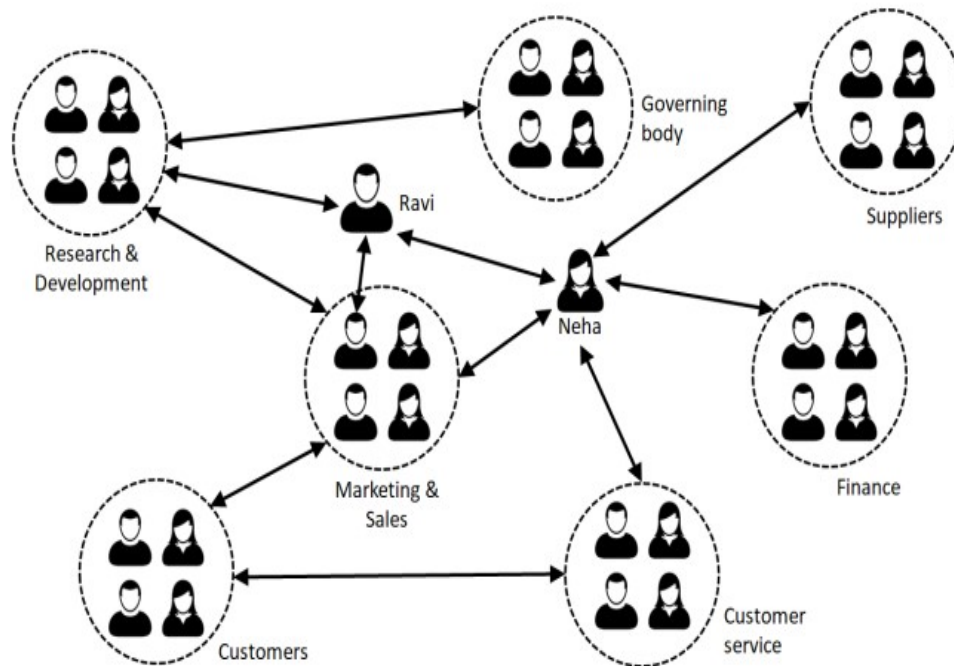 Governing
body
Ravi
Suppliers
Research &
Development
Neha
Marketing &
Sales
Finance
Customers
Customer
service